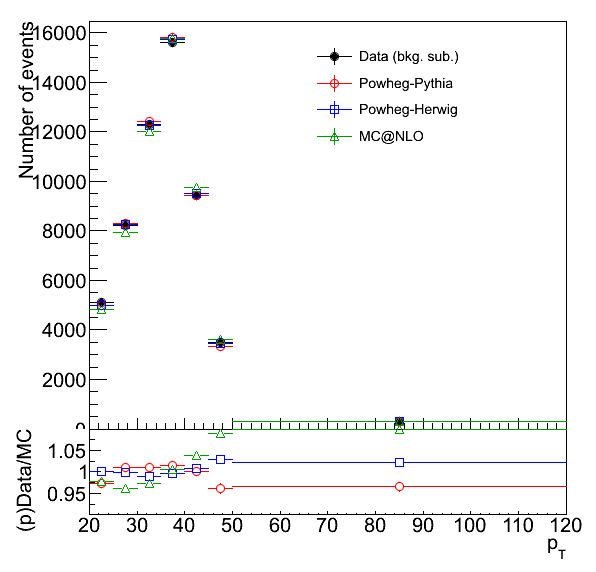 Number of events
16000
14000
12000
10000
8000
6000
4000
2000
0
Data (bkg. sub.)
Powheg-Pythia
Powheg-Herwig
MC@NLO
(p)Data/MC
1.05
1
0.95
20 30 40 50 60 70 80 90 100 110 120
pT